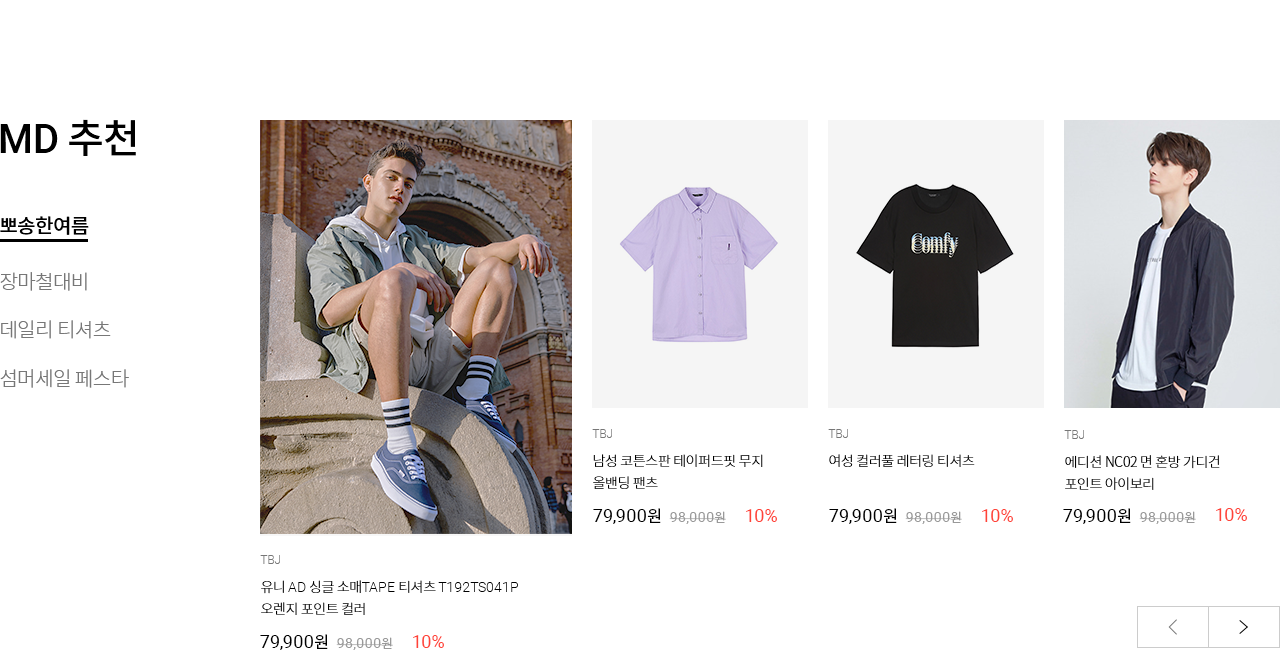 MD 추천
뽀송한여름
장마철대비
데일리 티셔츠
섬머세일 페스타
TBJ
유니 AD 싱글 소매TAPE 티셔츠 T192TS041P
오렌지 포인트 컬러
79,900원 98,000원 10%
TBJ
남성 코튼스판 테이퍼드핏 무지
올밴딩 팬츠
79,900원 98,000원 10%
Comfy
TBJ
여성 컬러풀 레터링 티셔츠
79,900원 98,000원 10%
TBJ
에디션 NC02 면 혼방 가디건
포인트 아이보리
79,900원 98,000원 10%